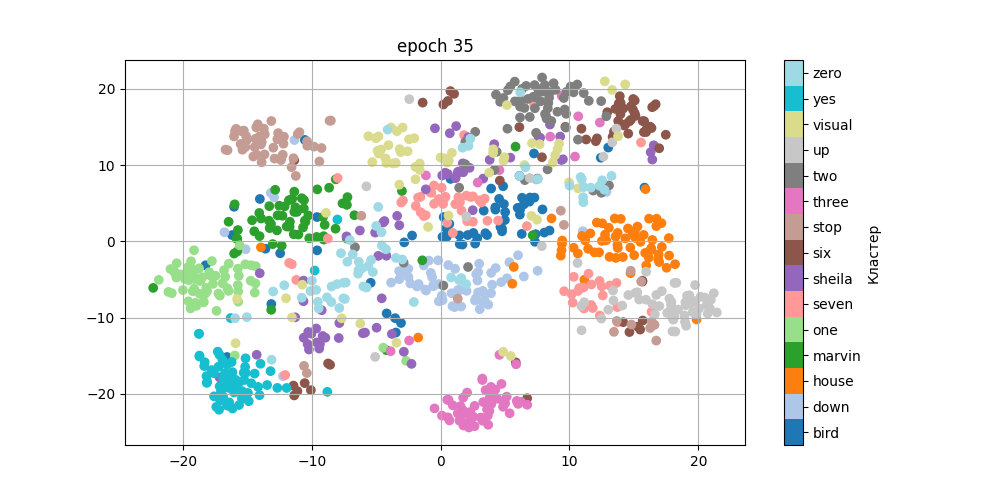 epoch 35
20
10
0
−10
−20
−20
−10
0
10
20
zero
yes
visual
up
two
three
stop
six
sheila
seven
one
marvin
house
down
bird
Кластер